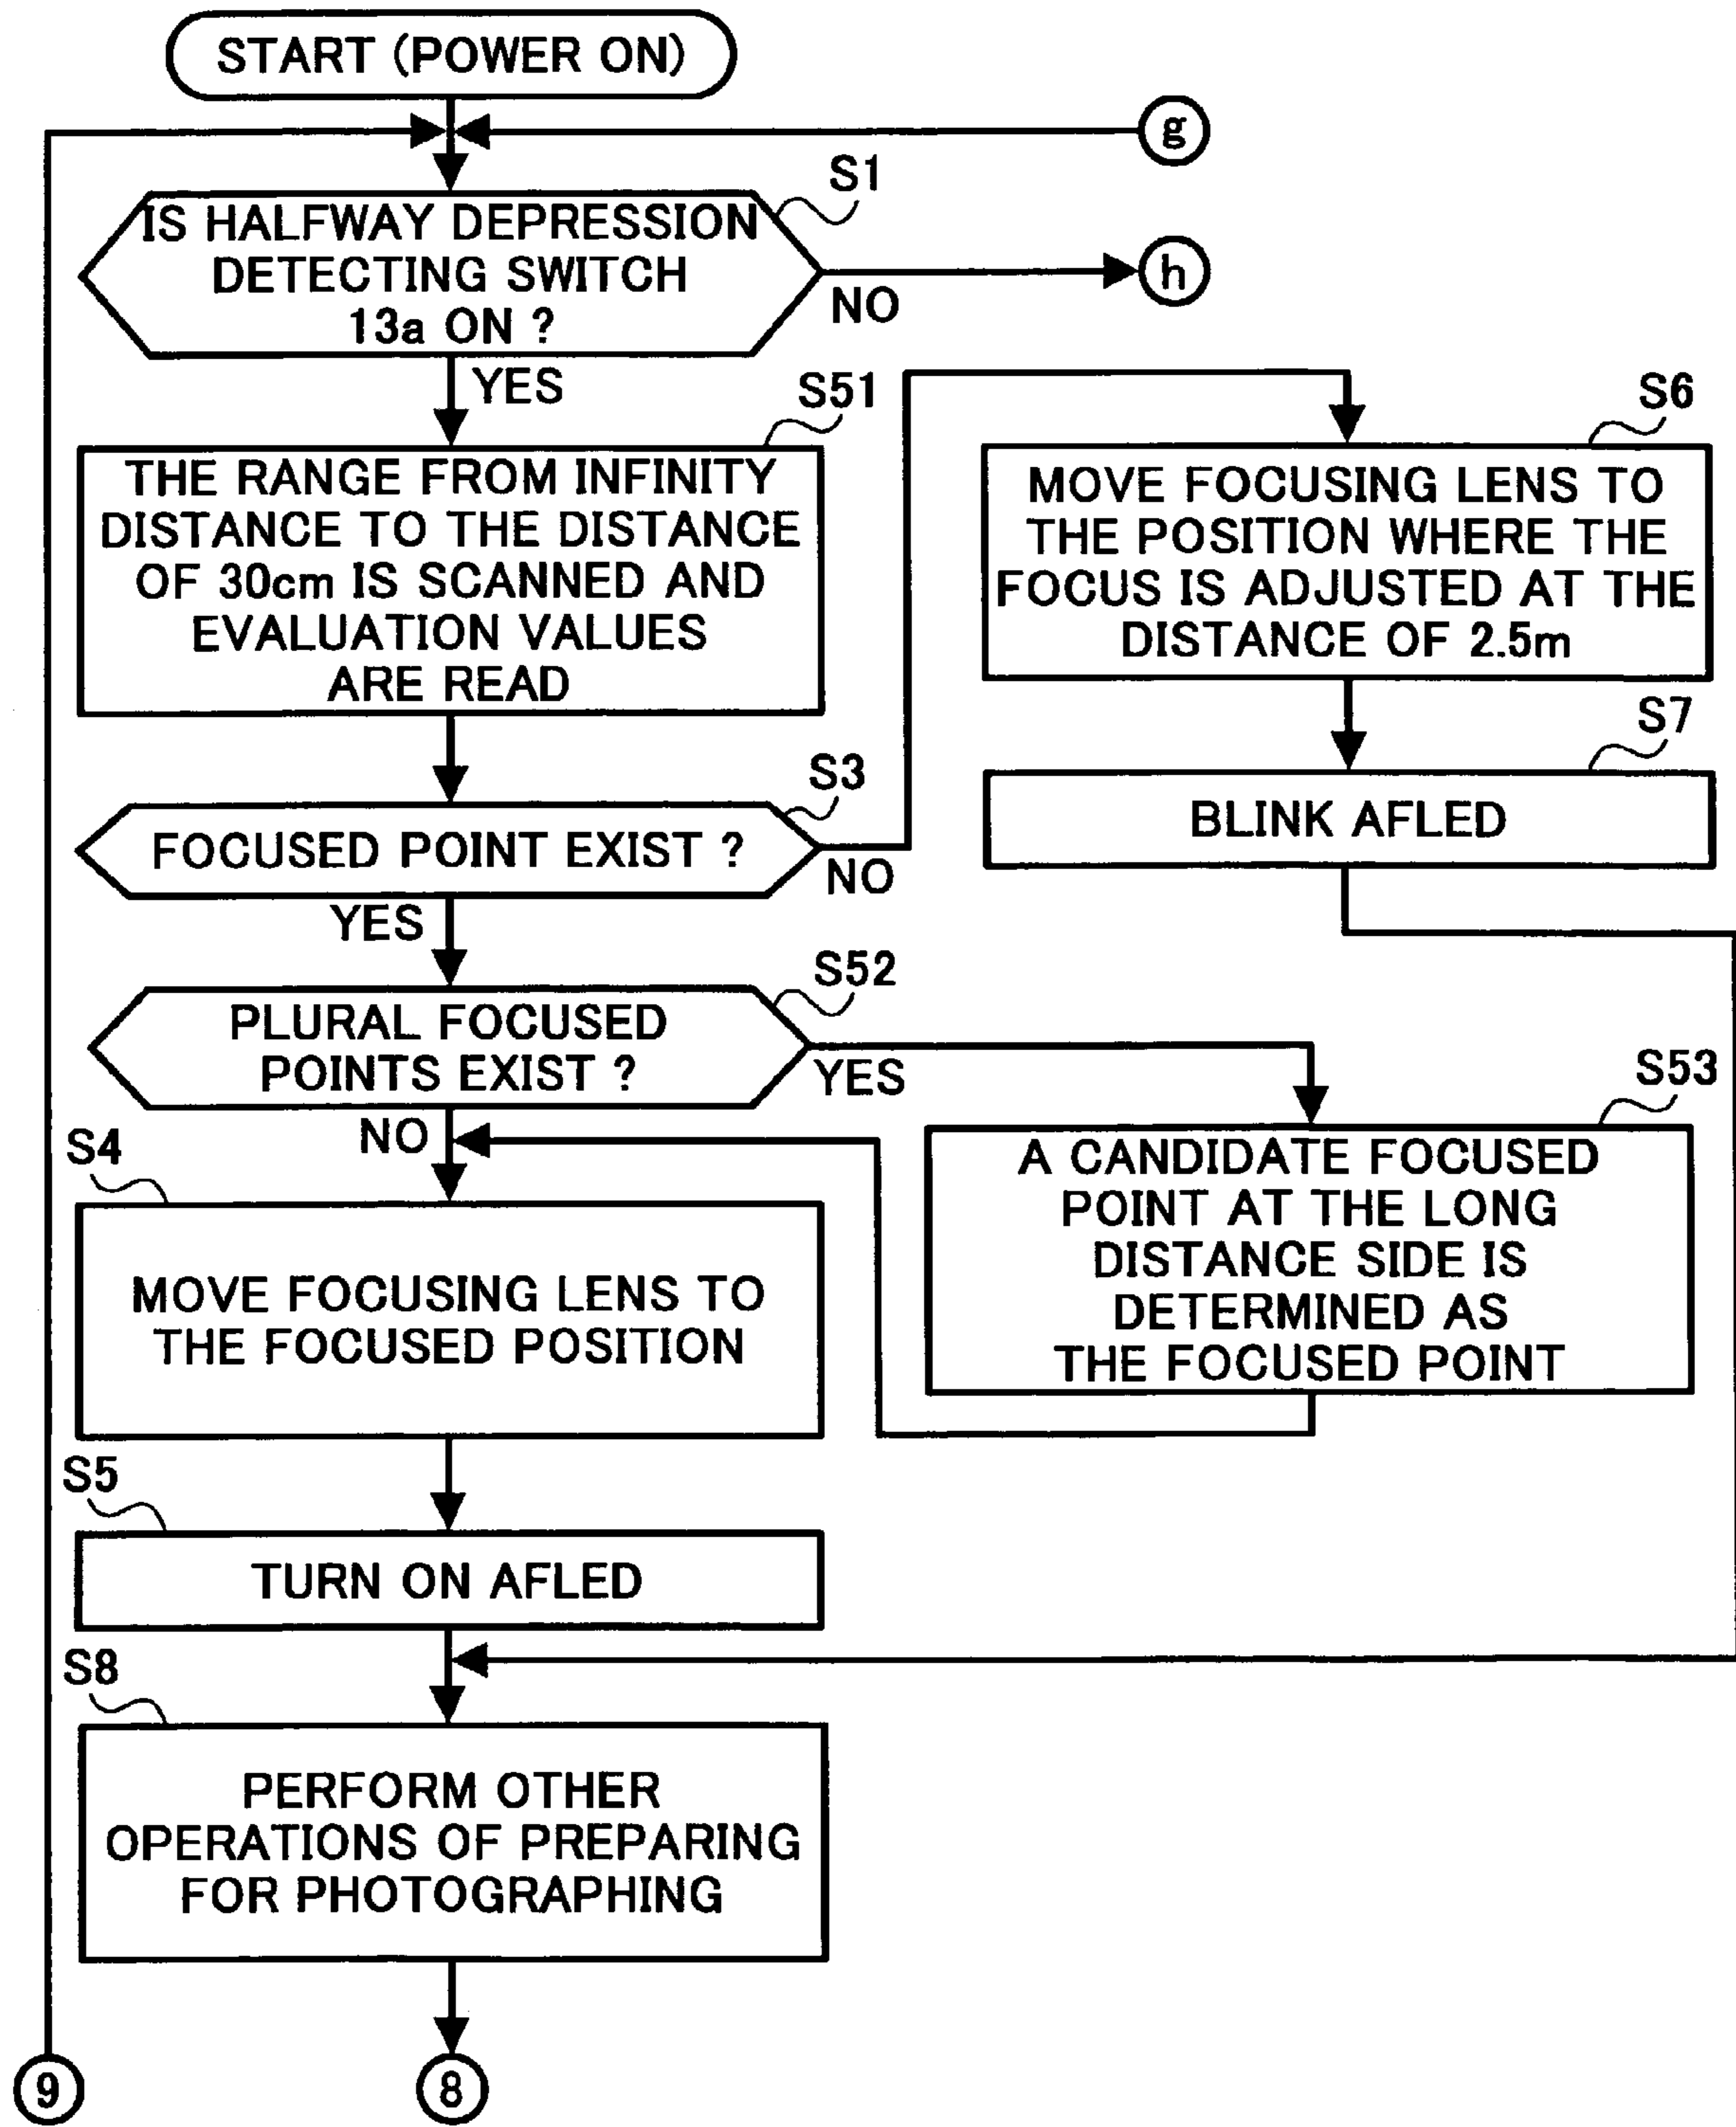 START (POWER ON)
g
S1
IS HALFWAY DEPRESSION
DETECTING SWITCH
13a ON ?
NO
h
YES
S51
THE RANGE FROM INFINITY
DISTANCE TO THE DISTANCE
OF 30cm IS SCANNED AND
EVALUATION VALUES
ARE READ
S6
MOVE FOCUSING LENS TO
THE POSITION WHERE THE
FOCUS IS ADJUSTED AT THE
DISTANCE OF 2.5m
S7
BLINK AFLED
S3
FOCUSED POINT EXIST ?
NO
YES
S52
PLURAL FOCUSED
POINTS EXIST ?
YES
NO
S53
A CANDIDATE FOCUSED
POINT AT THE LONG
DISTANCE SIDE IS
DETERMINED AS
THE FOCUSED POINT
S4
MOVE FOCUSING LENS TO
THE FOCUSED POSITION
S5
TURN ON AFLED
S8
PERFORM OTHER
OPERATIONS OF PREPARING
FOR PHOTOGRAPHING
9
8